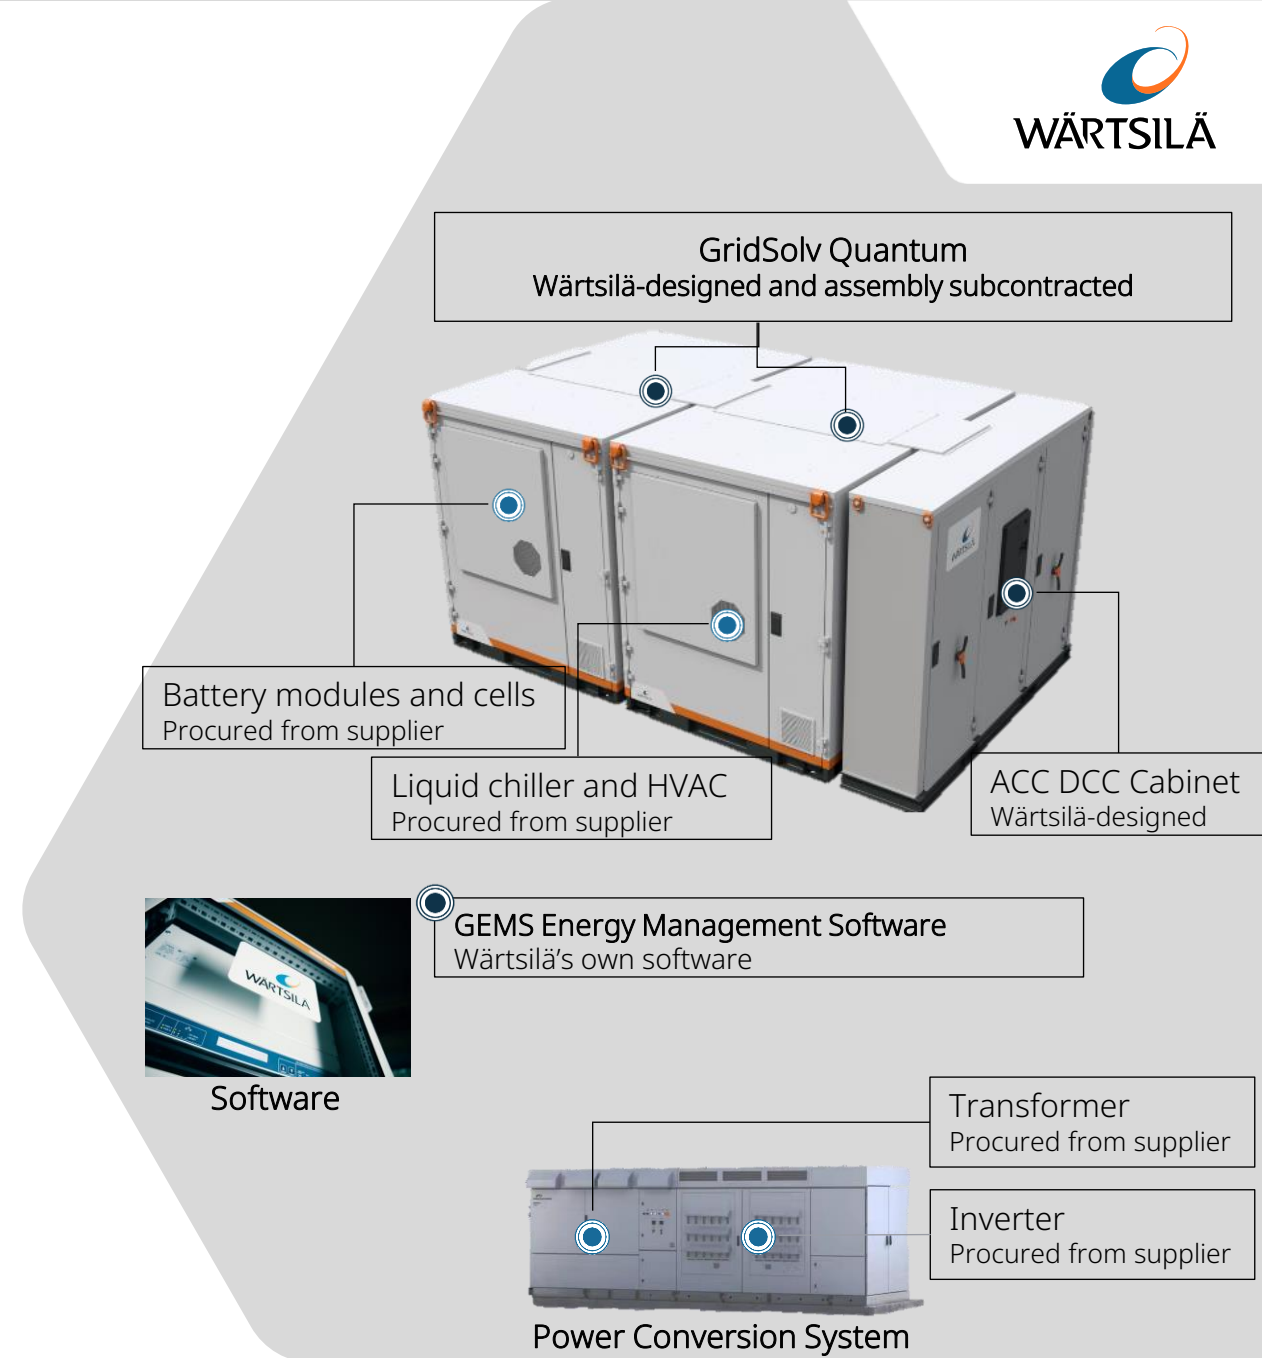 WÄRTSILÄ
GridSolv Quantum
Wärtsilä-designed and assembly subcontracted
WÄRTSILÄ
Battery modules and cells
Procured from supplier
Liquid chiller and HVAC
Procured from supplier
ACC DCC Cabinet
Wärtsilä-designed
GEMS Energy Management Software
Wärtsilä’s own software
WÄRTSILÄ
Software
Transformer
Procured from supplier
Inverter
Procured from supplier
Power Conversion System